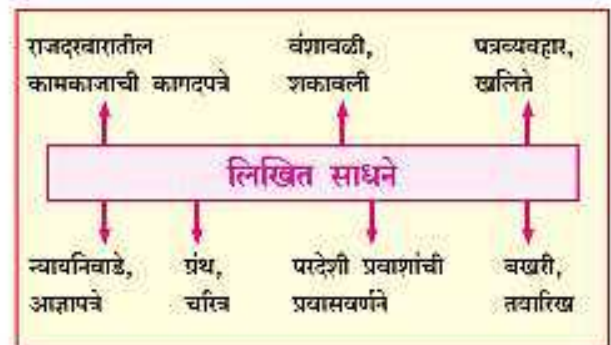 राजदरबारातील
कामकाजाची कागदपत्रे
वंशावळी,
शकावली
पत्रव्यवहार,
खलिते
लिखित साधने
न्यायनिवाडे,
आज्ञापत्रे
ग्रंथ,
चरित्र
परदेशी प्रवाशांची
प्रवासवर्णने
बखरी,
तवारिख